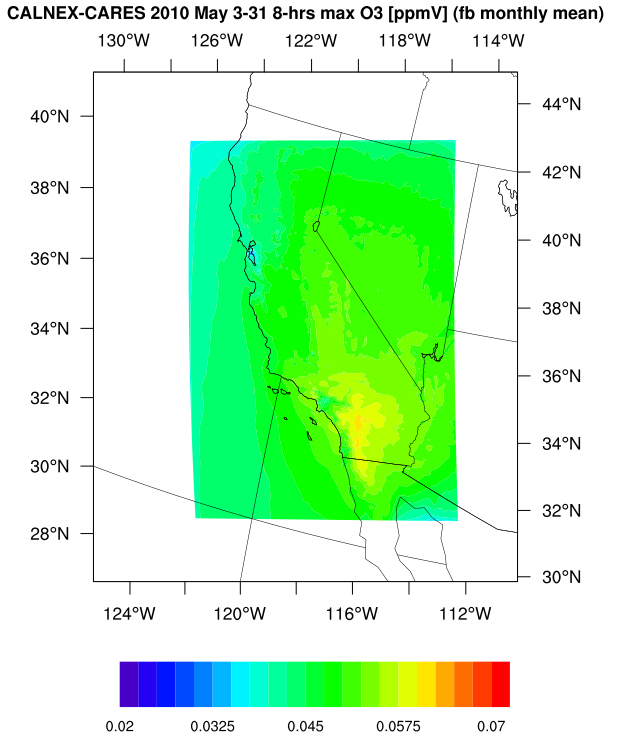 CALNEX-CARES 2010 May 3-31 8-hrs max O3 [ppmV] (fb monthly mean)
130°W 126°W 122°W 118°W 114°W
40°N
38°N
36°N
34°N
32°N
30°N
28°N
44°N
42°N
40°N
38°N
36°N
34°N
32°N
30°N
124°W 120°W 116°W 112°W
0.02 0.0325 0.045 0.0575 0.07